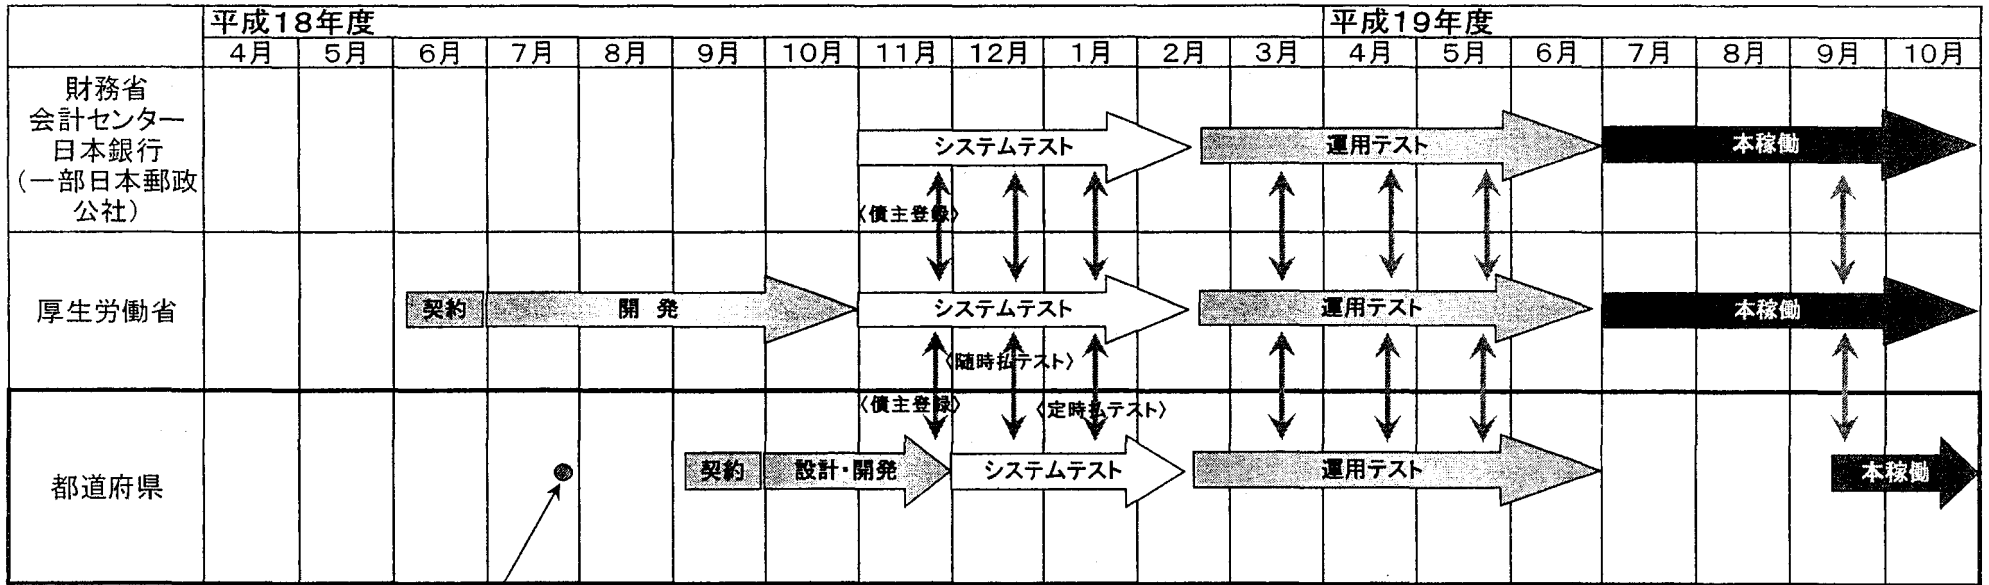 平成18年度 平成19年度
4月 5月 6月 7月 8月 9月 10月 11月 12月 1月 2月 3月 4月 5月 6月 7月 8月 9月 10月
財務省
会計センター
日本銀行
(一部日本郵政
公社)
システムテスト 運用テスト 本稼働
〈債主登録〉
厚生労働省
契約 開 発 システムテスト 運用テスト 本稼働
〈随時払テスト〉
〈債主登録〉 〈定時払テスト〉
都道府県
契約 設計・開発 システムテスト 運用テスト 本稼働